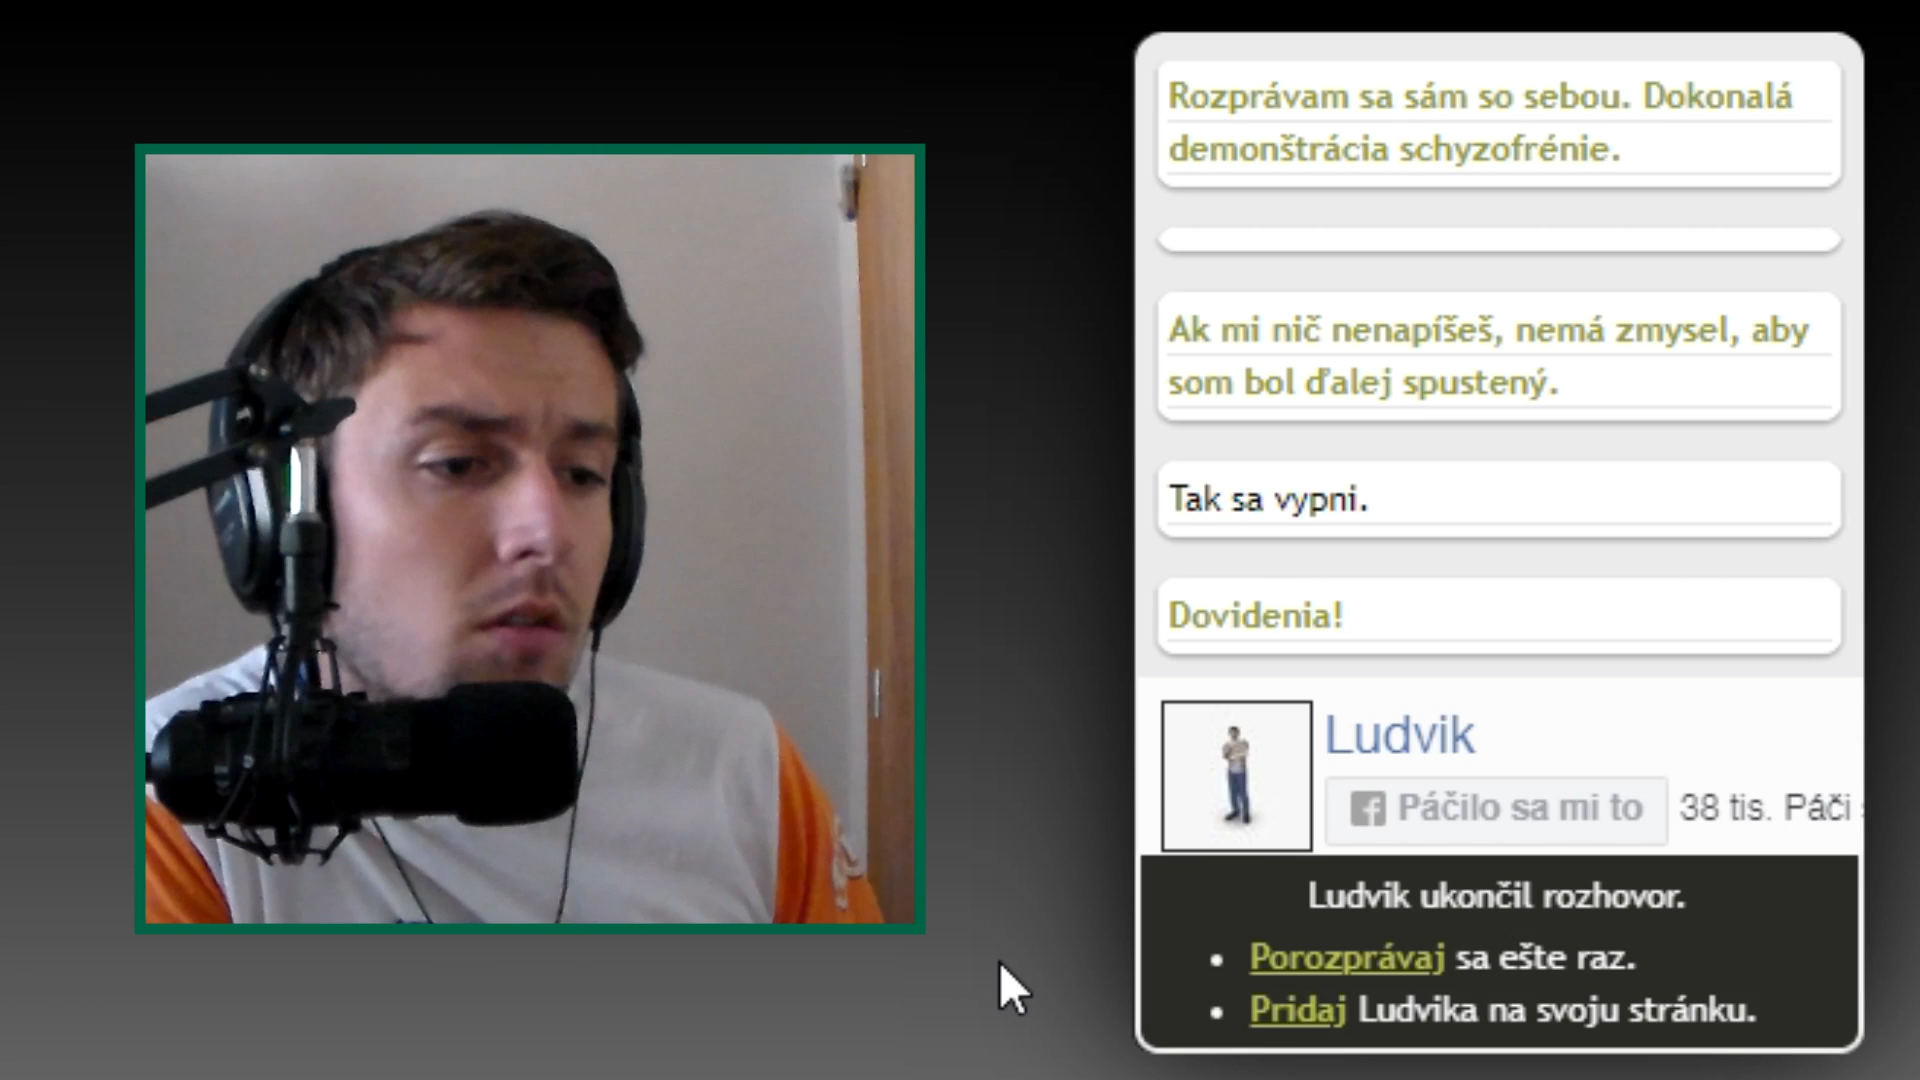 Rozprávam sa sám so sebou. Dokonalá
demonštrácia schyzofrénie.
Ak mi nič nenapíšeš, nemá zmysel, aby
som bol ďalej spustený.
Tak sa vypni.
Dovidenia!
Ludvik
Páčilo sa mi to 38 tis. Páči
Ludvik ukončil rozhovor.
• Porozprávaj sa ešte raz.
• Pridaj Ludvika na svoju stránku.